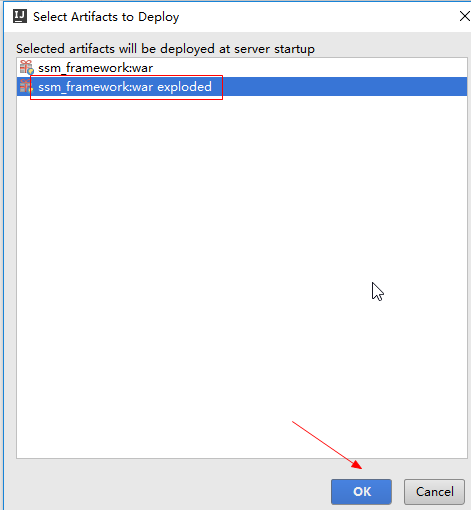 IJ Select Artifacts to Deploy
Selected artifacts will be deployed at server startup
ssm_framework:war
ssm_framework:war exploded
OK Cancel